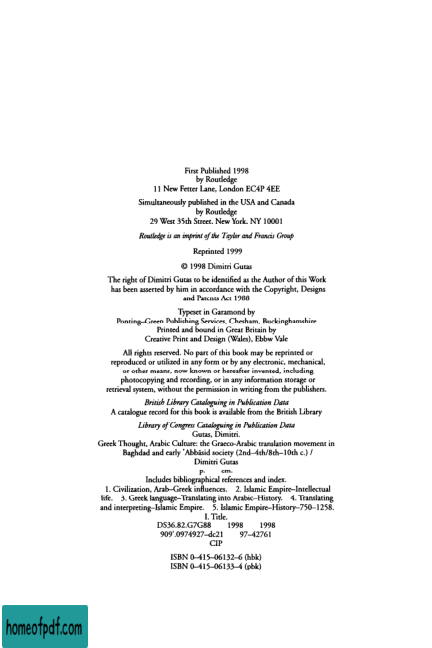 First Published 1998
by Routledge
11 New Fetter Lane, London EC4P 4EE
Simultaneously published in the USA and Canada
by Routledge
29 West 35th Street, New York, NY 10001
Routledge is an imprint of the Taylor and Francis Group
Reprinted 1999
© 1998 Dimitri Gutas
The right of Dimitri Gutas to be identified as the Author of this Work
has been asserted by him in accordance with the Copyright, Designs
and Patents Act 1988
Typeset in Garamond by
Ponting–Green Publishing Services, Chesham, Buckinghamshire
Printed and bound in Great Britain by
Creative Print and Design (Wales), Ebbw Vale
All rights reserved. No part of this book may be reprinted or
reproduced or utilized in any form or by any electronic, mechanical,
or other means, now known or hereafter invented, including
photocopying and recording, or in any information storage or
retrieval system, without the permission in writing from the publishers.
British Library Cataloguing in Publication Data
A catalogue record for this book is available from the British Library
Library of Congress Cataloguing in Publication Data
Gutas, Dimitri.
Greek Thought, Arabic Culture: the Graeco-Arabic translation movement in
Baghdad and early ʿAbbāsid society (2nd–4th/8th–10th c.) /
Dimitri Gutas
p. cm.
Includes bibliographical references and index.
1. Civilization, Arab–Greek influences. 2. Islamic Empire–Intellectual
life. 3. Greek language–Translating into Arabic–History. 4. Translating
and interpreting–Islamic Empire. 5. Islamic Empire–History–750–1258.
I. Title.
DS36.82.G7G88 1998 1998
909'.0974927–dc21 97–42761
CIP
ISBN 0–415–06132–6 (hbk)
ISBN 0–415–06133–4 (pbk)
homeofpdf.com